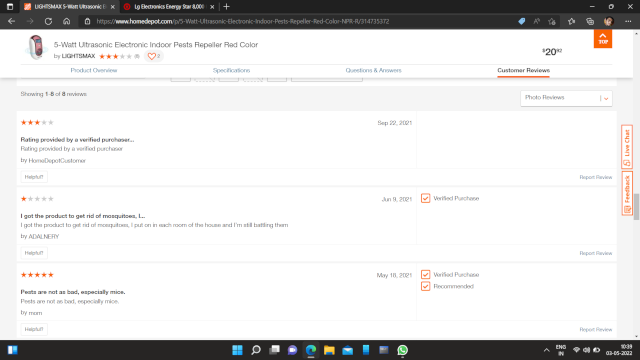 LIGHTSMAX 5-Watt Ultrasonic El
Lg Electronics Energy Star 8,000
https://www.homedepot.com/p/5-Watt-Ultrasonic-Electronic-Indoor-Pests-Repeller-Red-Color-NPR-R/314735372
5-Watt Ultrasonic Electronic Indoor Pests Repeller Red Color
by LIGHTSMAX
(8)
2
$20 82
TOP
Product Overview
Specifications
Questions & Answers
Customer Reviews
Showing 1-8 of 8 reviews
Photo Reviews
Sep 22, 2021
Rating provided by a verified purchaser...
Rating provided by a verified purchaser
by HomeDepotCustomer
Helpful?
Report Review
Live Chat
Feedback
Jun 9, 2021
Verified Purchase
I got the product to get rid of mosquitoes, I...
I got the product to get rid of mosquitoes, I put on in each room of the house and I'm still battling them
by ADALNERY
Helpful?
Report Review
May 18, 2021
Verified Purchase
Recommended
Pests are not as bad, especially mice.
Pests are not as bad, especially mice.
by mom
Helpful?
Report Review
ENG
IN
10:39
03-05-2022